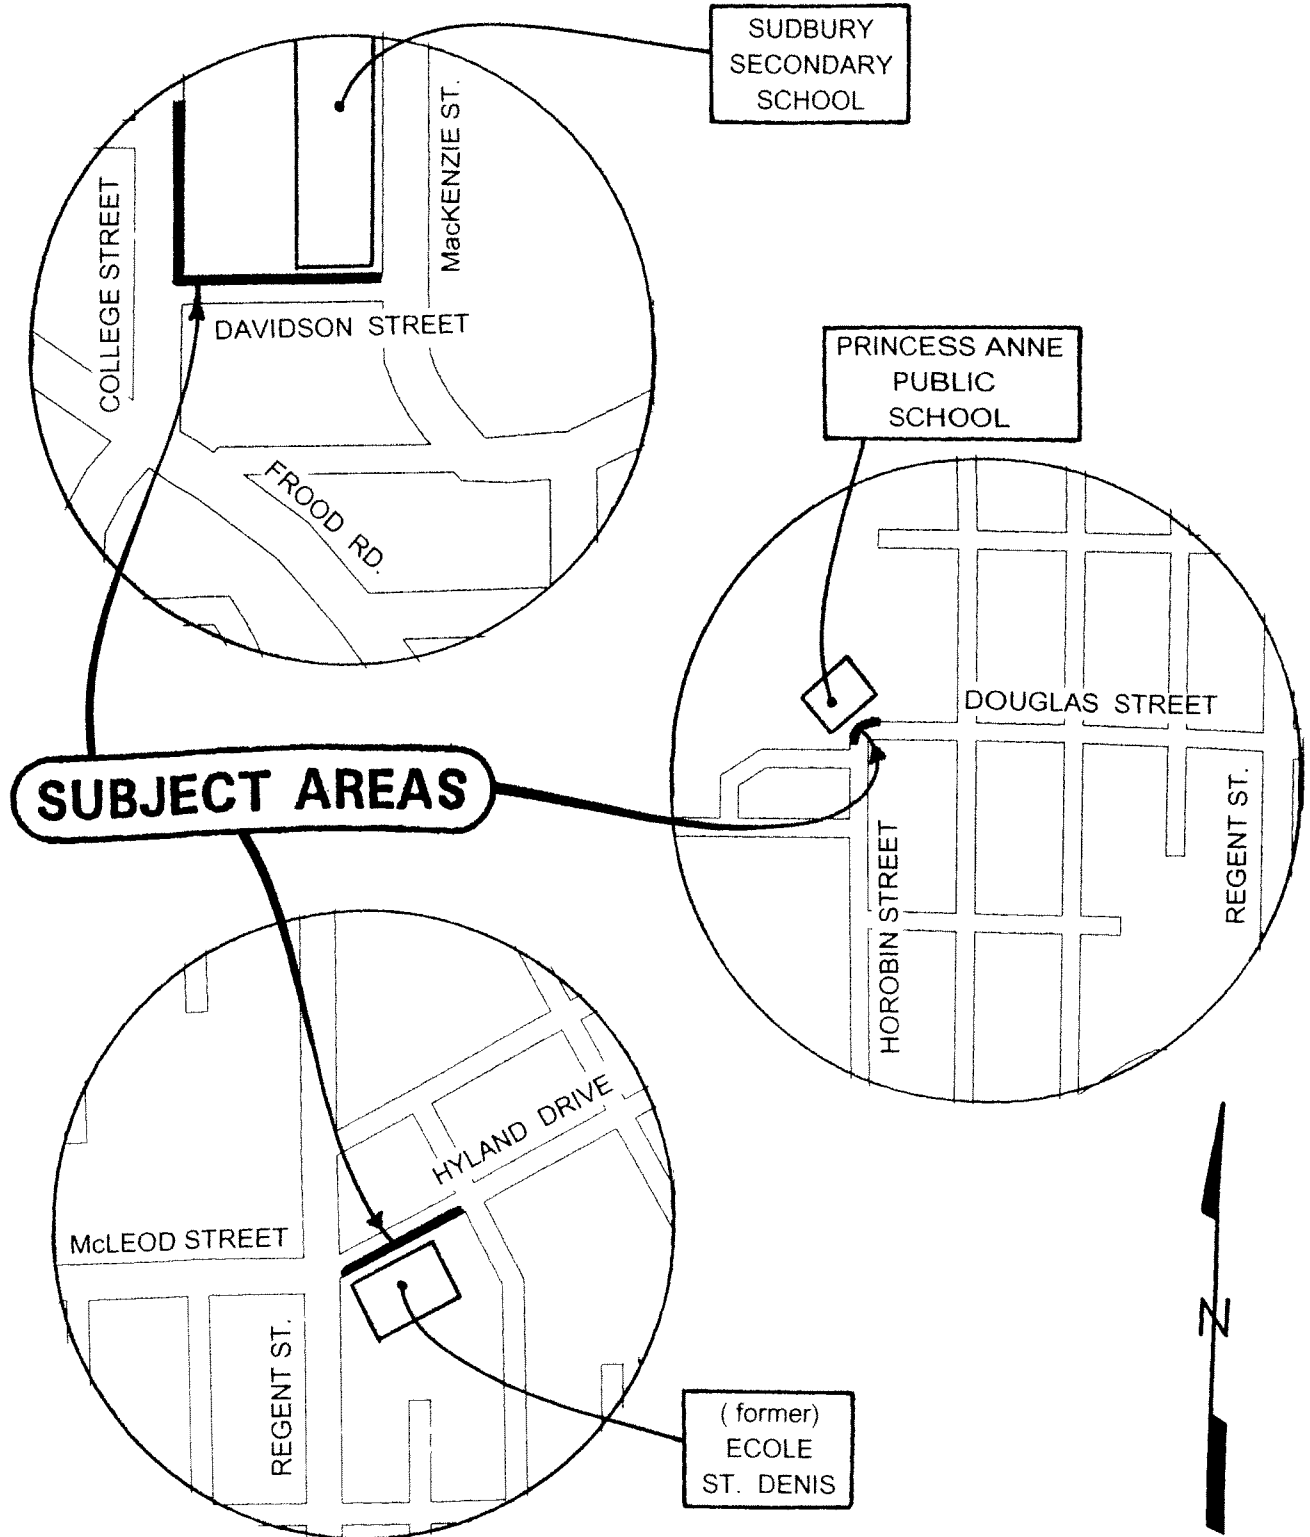 SUDBURY
SECONDARY
SCHOOL
MacKENZIE ST.
COLLEGE STREET
DAVIDSON STREET
FROOD RD.
PRINCESS ANNE
PUBLIC
SCHOOL
DOUGLAS STREET
REGENT ST.
HOROBIN STREET
SUBJECT AREAS
HYLAND DRIVE
McLEOD STREET
REGENT ST.
( former)
ECOLE
ST. DENIS
N